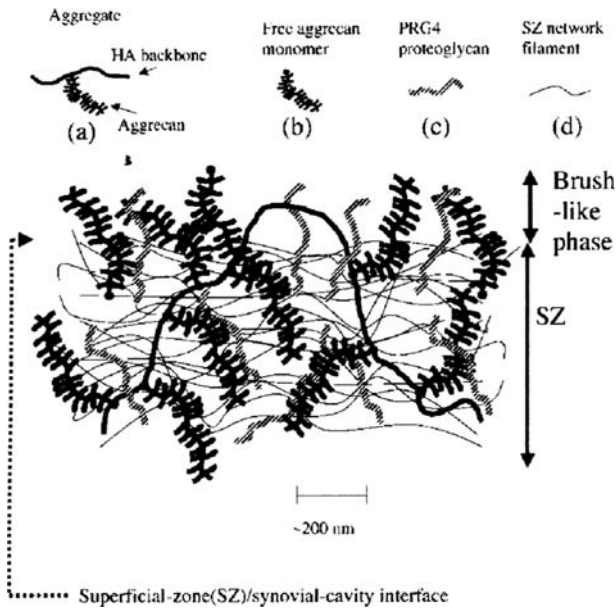 Aggregate
HA backbone
Aggrecan
(a)
Free aggrecan
monomer
(b)
PRG4
proteoglycan
(c)
SZ network
filament
(d)
Brush
-like
phase
SZ
~200 nm
Superficial-zone(SZ)/synovial-cavity interface